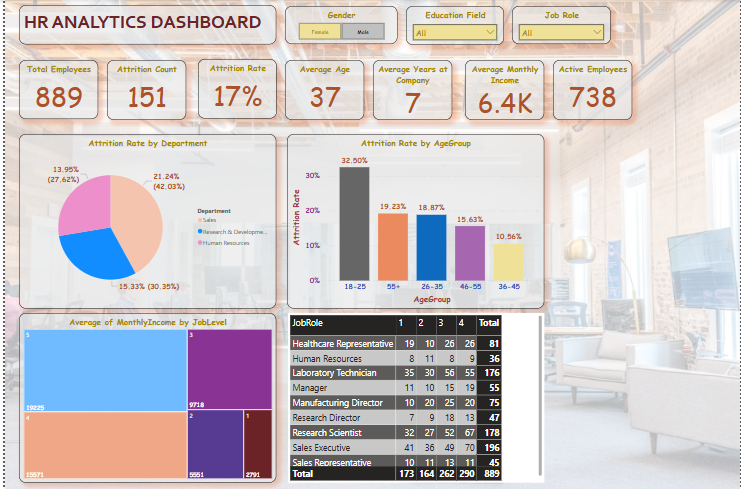 HR ANALYTICS DASHBOARD
Gender
Female Male
Education Field
All
Job Role
All
Total Employees
889
Attrition Count
151
Attrition Rate
17%
Average Age
37
Average Years at
Company
7
Average Monthly
Income
6.4K
Active Employees
738
Attrition Rate by Department
13.95%
(27.62%)
21.24%
(42.03%)
15.33% (30.35%)
Department
Sales
Research & Developme...
Human Resources
Attrition Rate by AgeGroup
Attrition Rate
30%
20%
10%
0%
32.50%
19.23%
18.87%
15.63%
10.56%
18-25 55+ 26-35 46-55 36-45
AgeGroup
Average of MonthlyIncome by JobLevel
5
19225
3
9718
4
15571
2
5551
1
2791
JobRole 1 2 3 4 Total
Healthcare Representative 19 10 26 26 81
Human Resources 8 11 8 9 36
Laboratory Technician 35 30 56 55 176
Manager 11 10 15 19 55
Manufacturing Director 10 20 25 20 75
Research Director 7 9 18 13 47
Research Scientist 32 27 52 67 178
Sales Executive 41 36 49 70 196
Sales Representative 10 11 13 11 45
Total 173 164 262 290 889